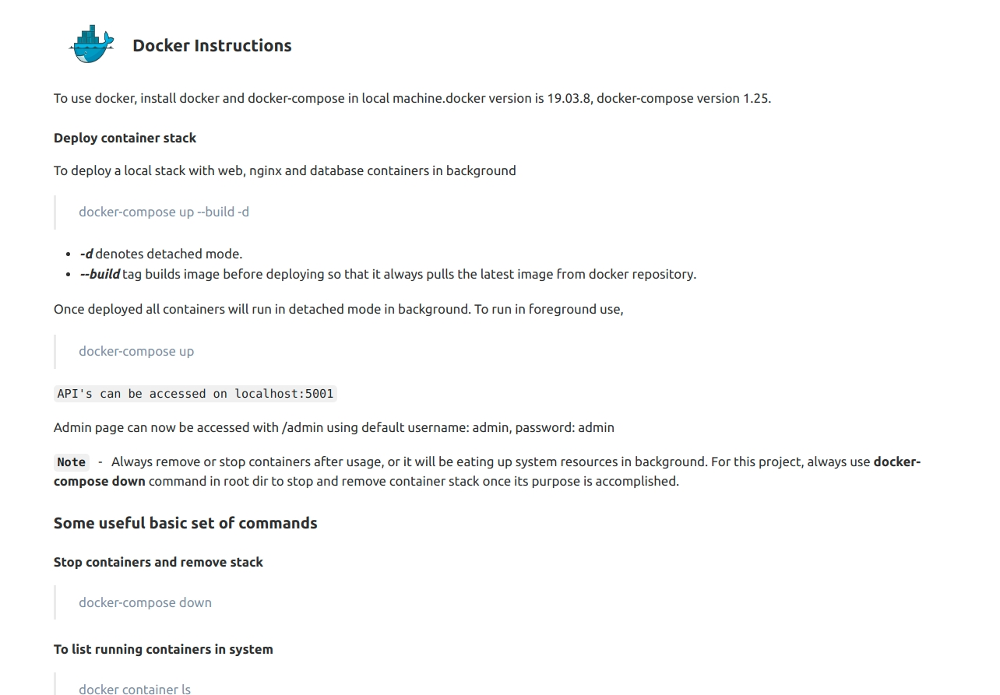 Docker Instructions
To use docker, install docker and docker-compose in local machine.docker version is 19.03.8, docker-compose version 1.25.
Deploy container stack
To deploy a local stack with web, nginx and database containers in background
docker-compose up --build -d
• -d denotes detached mode.
• --build tag builds image before deploying so that it always pulls the latest image from docker repository.
Once deployed all containers will run in detached mode in background. To run in foreground use,
docker-compose up
API's can be accessed on localhost:5001
Admin page can now be accessed with /admin using default username: admin, password: admin
Note - Always remove or stop containers after usage, or it will be eating up system resources in background. For this project, always use docker-
compose down command in root dir to stop and remove container stack once its purpose is accomplished.
Some useful basic set of commands
Stop containers and remove stack
docker-compose down
To list running containers in system
docker container ls